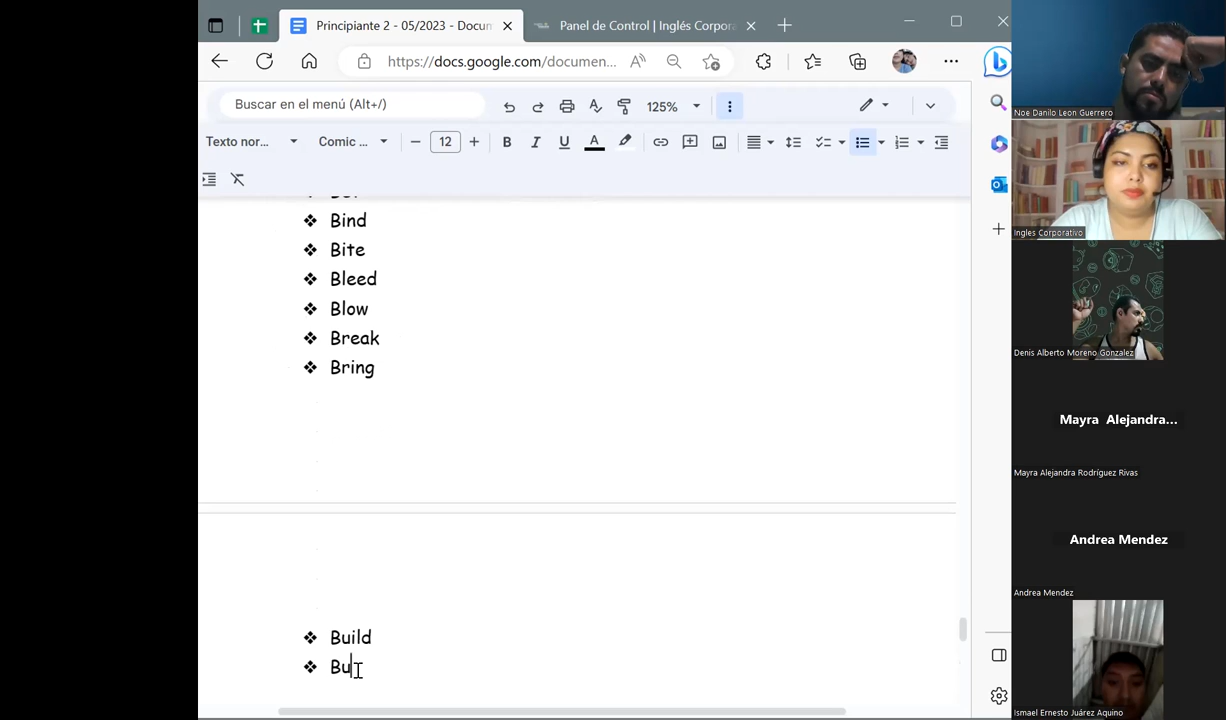 Principiante 2 - 05/2023 - Docum
Panel de Control | Inglés Corpora
https://docs.google.com/documen...
Buscar en el menú (Alt+/)
125%
Texto nor...
Comic ...
12
B
I
U
A
Bind
Bite
Bleed
Blow
Break
Bring
Build
Bu
Noe Danilo Leon Guerrero
Ingles Corporativo
Denis Alberto Moreno Gonzalez
Mayra Alejandra...
Mayra Alejandra Rodríguez Rivas
Andrea Mendez
Andrea Mendez
Ismael Ernesto Juárez Aquino